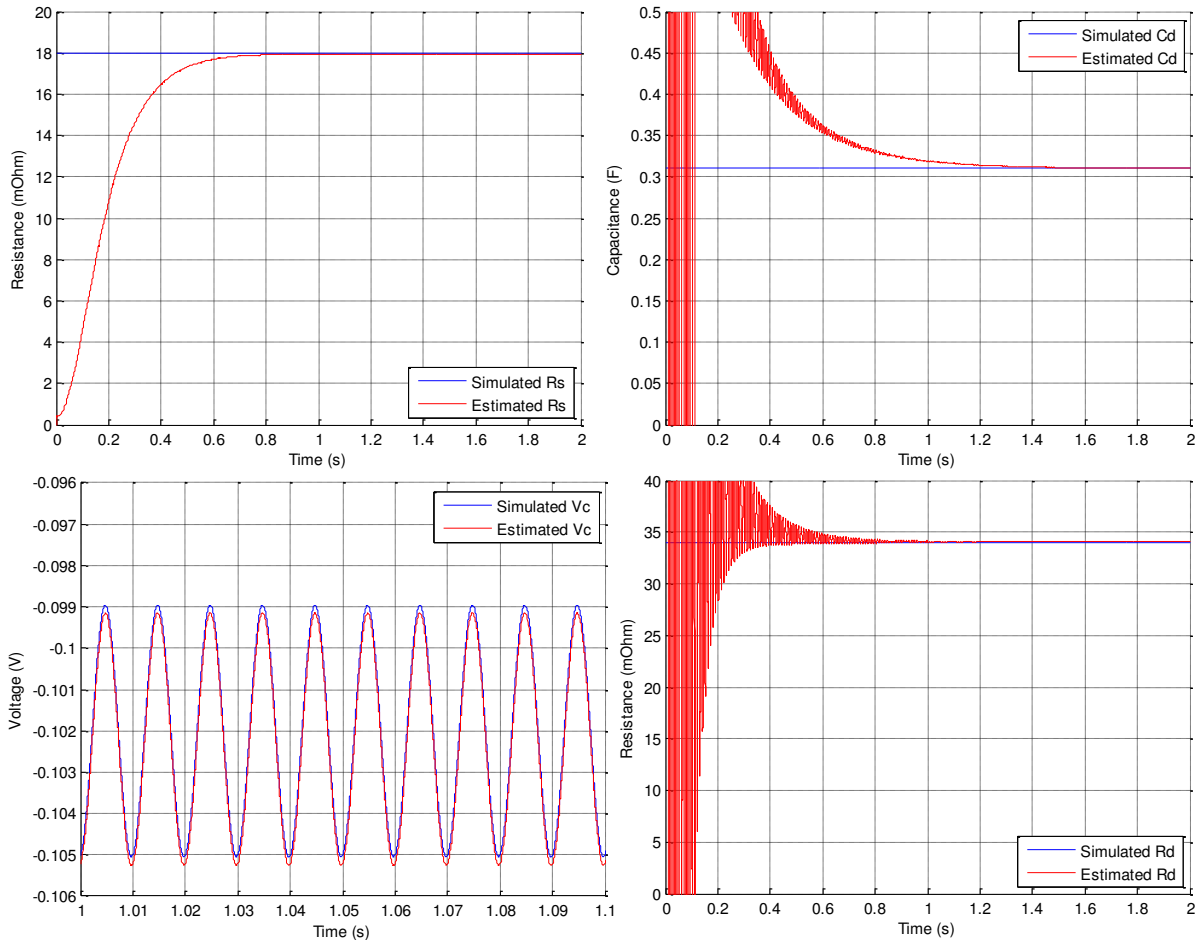 20
18
16
14
12
10
8
6
4
2
0
Resistance (mOhm)
Simulated Rs
Estimated Rs
0 0.2 0.4 0.6 0.8 1 1.2 1.4 1.6 1.8 2
Time (s)
0.5
0.45
0.4
0.35
0.3
0.25
0.2
0.15
0.1
0.05
0
Capacitance (F)
Simulated Cd
Estimated Cd
0 0.2 0.4 0.6 0.8 1 1.2 1.4 1.6 1.8 2
Time (s)
-0.096
-0.097
-0.098
-0.099
-0.1
-0.101
-0.102
-0.103
-0.104
-0.105
-0.106
Voltage (V)
Simulated Vc
Estimated Vc
1 1.01 1.02 1.03 1.04 1.05 1.06 1.07 1.08 1.09 1.1
Time (s)
40
35
30
25
20
15
10
5
0
Resistance (mOhm)
Simulated Rd
Estimated Rd
0 0.2 0.4 0.6 0.8 1 1.2 1.4 1.6 1.8 2
Time (s)